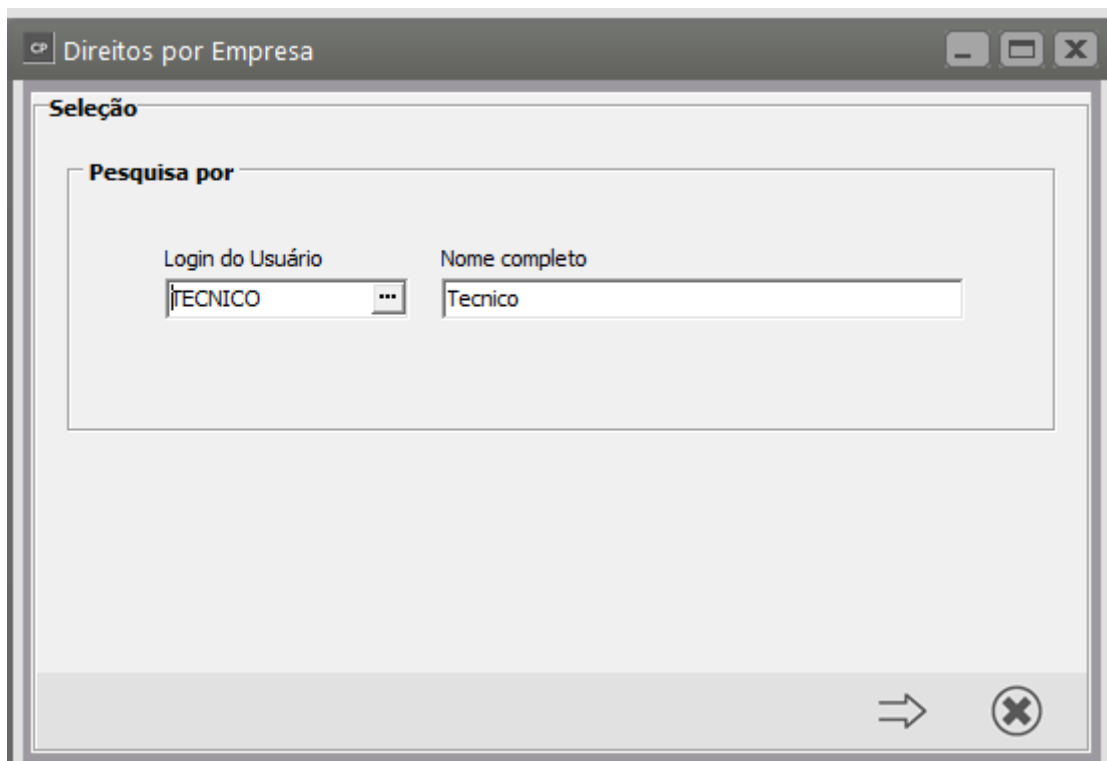 CP Direitos por Empresa
Seleção
Pesquisa por
Login do Usuário Nome completo
TECNICO ... Tecnico